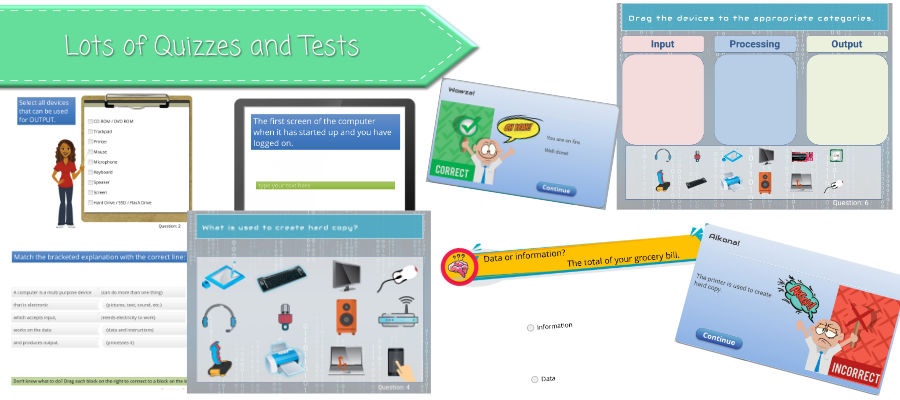 Lots of Quizzes and Tests
Select all devices
that can be used
for OUTPUT.
CD ROM / DVD ROM
Trackpad
Printer
Mouse
Microphone
Keyboard
Speaker
Screen
Hard Drive / SSD / Flash Drive
Question: 2
The first screen of the computer
when it has started up and you have
logged on.
type your text here
Wowza!
OH YEAH!
You are on fire.
Well done!
CORRECT
Continue
Drag the devices to the appropriate categories.
Input
Processing
Output
Question: 6
Match the bracketed explanation with the correct line:
A computer is a multi purpose device
(can do more than one thing)
that is electronic
(pictures, text, sound, etc.)
which accepts input,
(needs electricity to work)
works on the data
(data and instructions)
and produces output,
(processes it)
Don't know what to do? Drag each block on the right to connect to a block on the le
What is used to create hard copy?
Question: 4
Data or information?
The total of your grocery bill.
Information
Data
Aikona!
The printer is used to create
hard copy.
Continue
INCORRECT